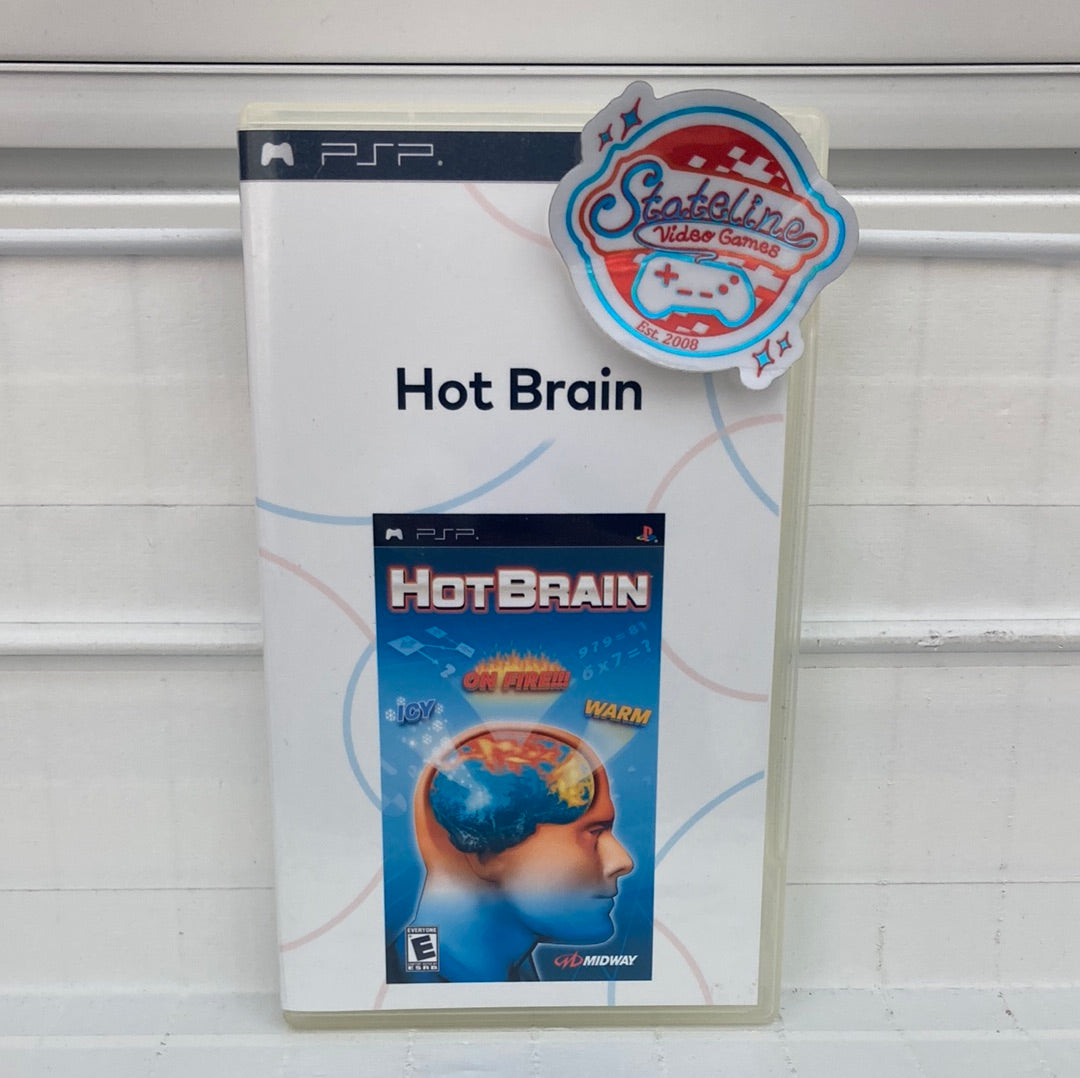 PSP
Stateline
Video Games
Est. 2008
Hot Brain
PSP
HOT BRAIN
9?9=81
6x7=?
?
ON FIRE!!!
ICY
WARM
EVERYONE
E
ESRB
MIDWAY